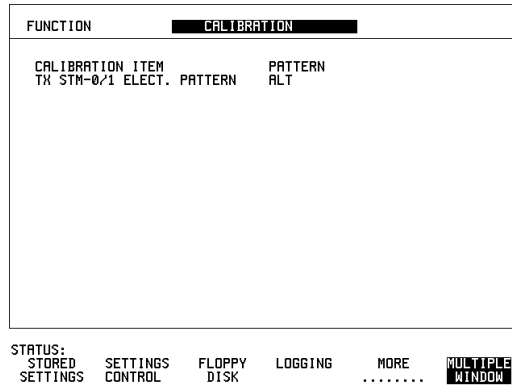 FUNCTION CALIBRATION
CALIBRATION ITEM PATTERN
TX STM-0/1 ELECT. PATTERN ALT
STATUS:
STORED SETTINGS FLOPPY LOGGING MORE MULTIPLE
SETTINGS CONTROL DISK ........ WINDOW